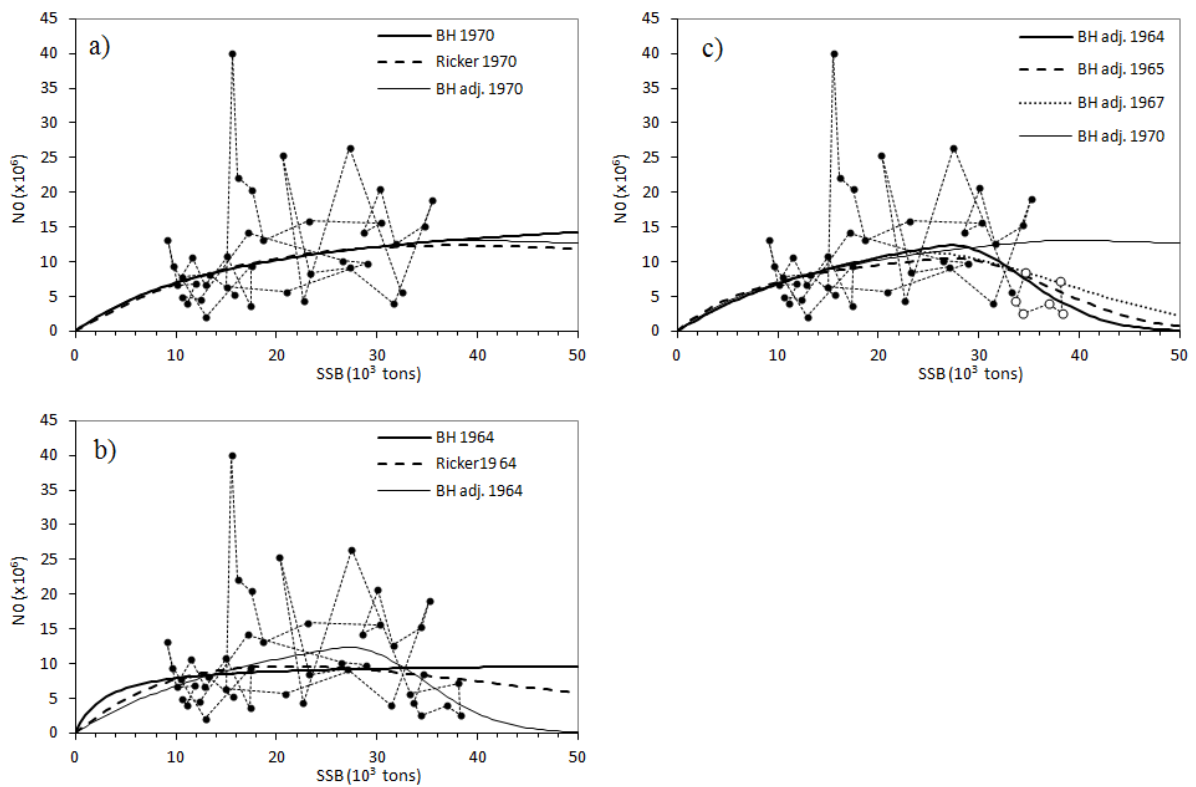 a)
BH 1970
Ricker 1970
BH adj. 1970
N0 (x10⁶)
45
40
35
30
25
20
15
10
5
0
0 10 20 30 40 50
SSB (10³ tons)
c)
BH adj. 1964
BH adj. 1965
BH adj. 1967
BH adj. 1970
N0 (x10⁶)
45
40
35
30
25
20
15
10
5
0
0 10 20 30 40 50
SSB (10³ tons)
b)
BH 1964
Ricker1964
BH adj. 1964
N0 (x10⁶)
45
40
35
30
25
20
15
10
5
0
0 10 20 30 40 50
SSB (10³ tons)